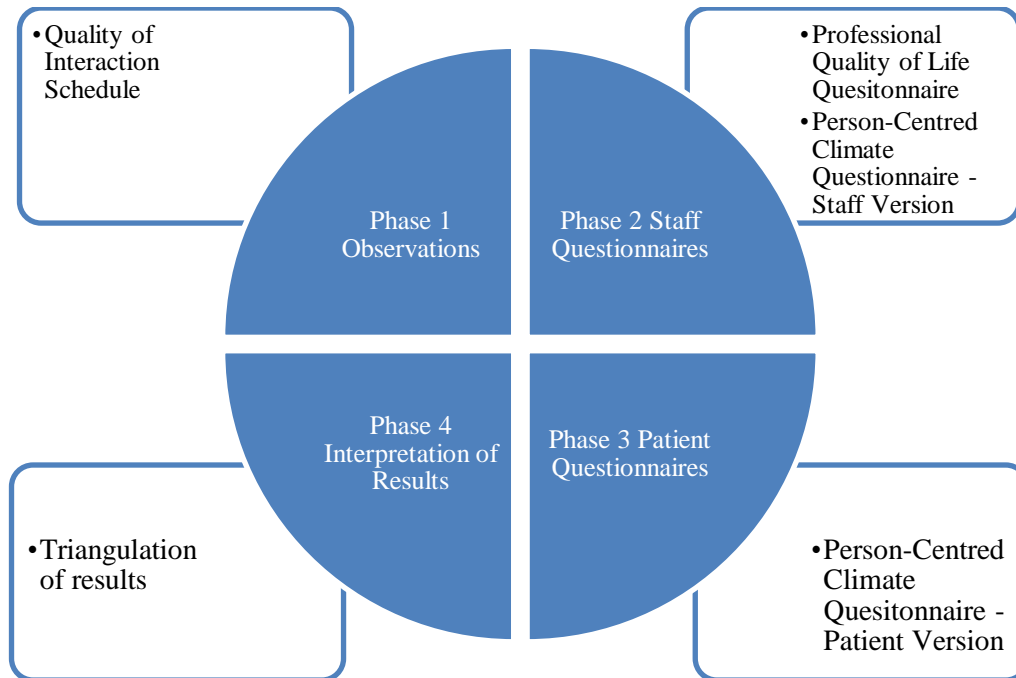 •Quality of
Interaction
Schedule
•Professional
Quality of Life
Quesitonnaire
•Person-Centred
Climate
Questionnaire -
Staff Version
Phase 1
Observations
Phase 2 Staff
Questionnaires
Phase 4
Interpretation of
Results
Phase 3 Patient
Questionnaires
•Triangulation
of results
•Person-Centred
Climate
Quesitonnaire -
Patient Version